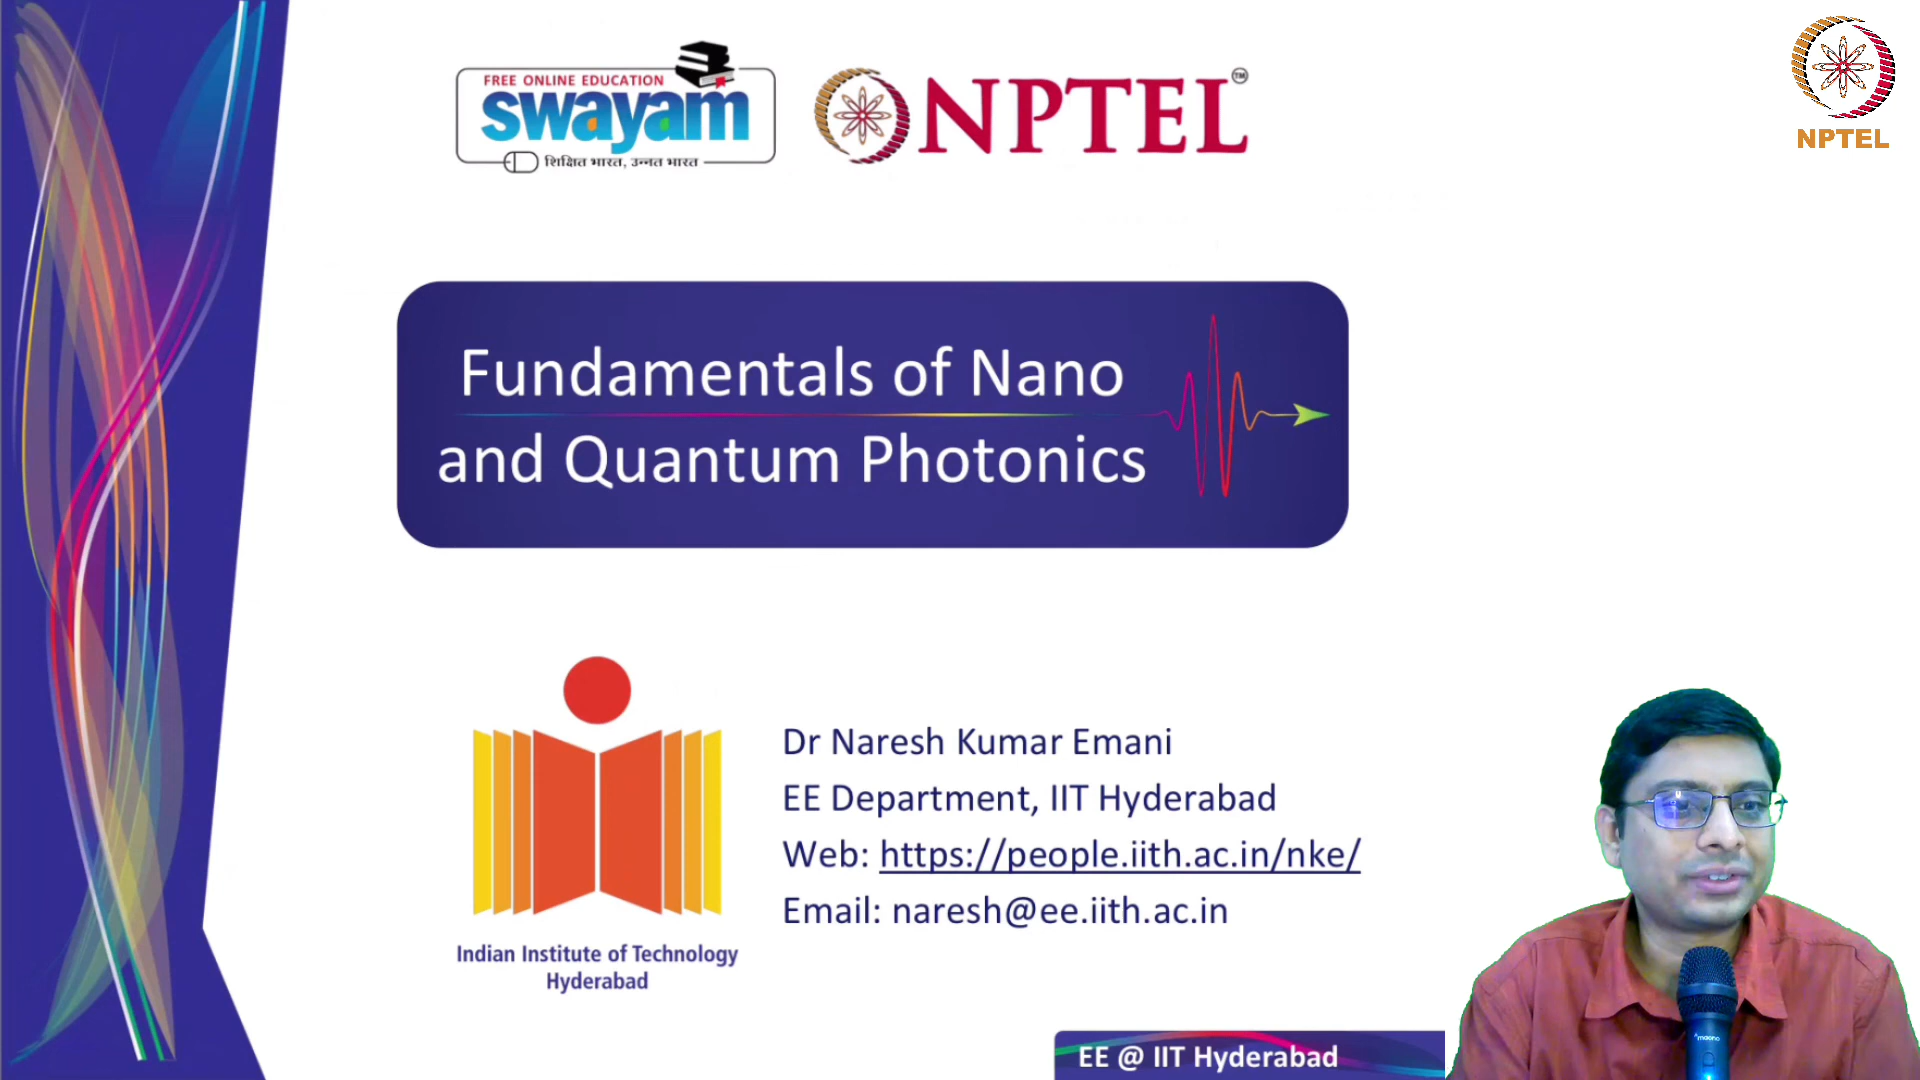 FREE ONLINE EDUCATION
swayam
शिक्षित भारत, उन्नत भारत
NPTEL™
NPTEL
Fundamentals of Nano
and Quantum Photonics
Indian Institute of Technology
Hyderabad
Dr Naresh Kumar Emani
EE Department, IIT Hyderabad
Web: https://people.iith.ac.in/nke/
Email: naresh@ee.iith.ac.in
EE @ IIT Hyderabad
maono